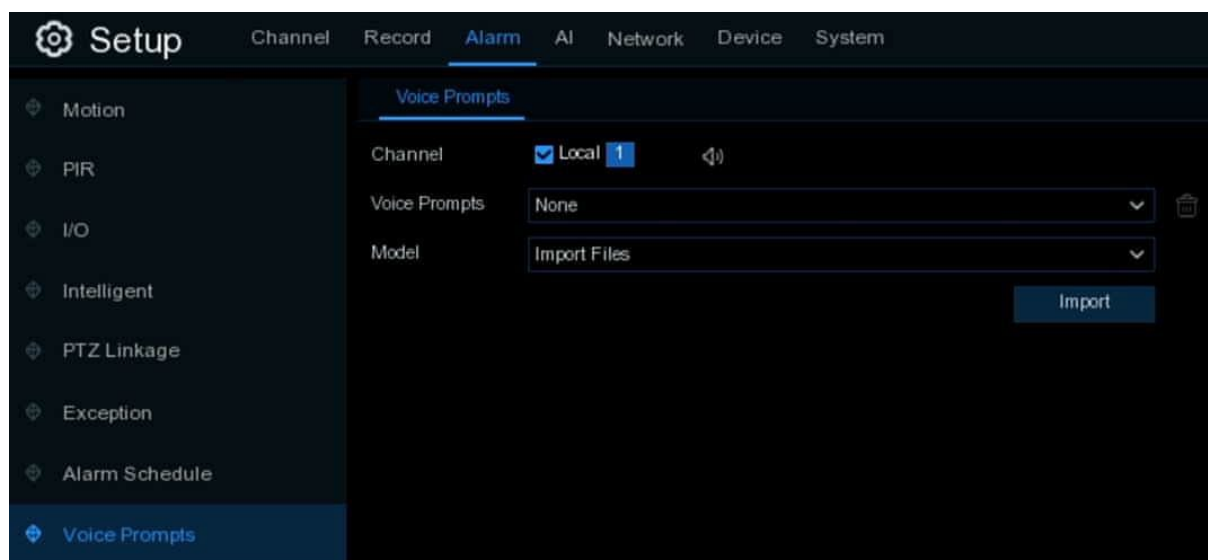 Setup Channel Record Alarm AI Network Device System
Motion
PIR
I/O
Intelligent
PTZ Linkage
Exception
Alarm Schedule
Voice Prompts
Voice Prompts
Channel Local 1
Voice Prompts None
Model Import Files
Import